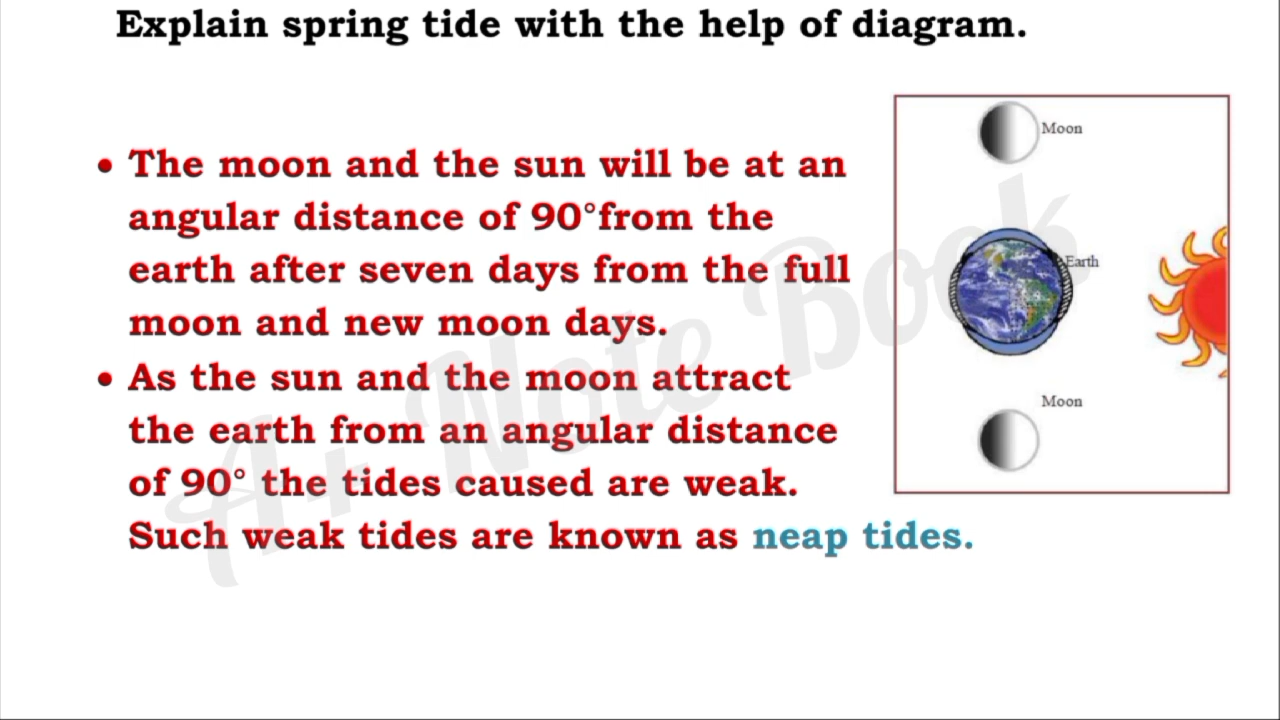 Explain spring tide with the help of diagram.
• The moon and the sun will be at an
angular distance of 90°from the
earth after seven days from the full
moon and new moon days.
• As the sun and the moon attract
the earth from an angular distance
of 90° the tides caused are weak.
Such weak tides are known as neap tides.
Moon
Earth
Moon
A+ Note Book